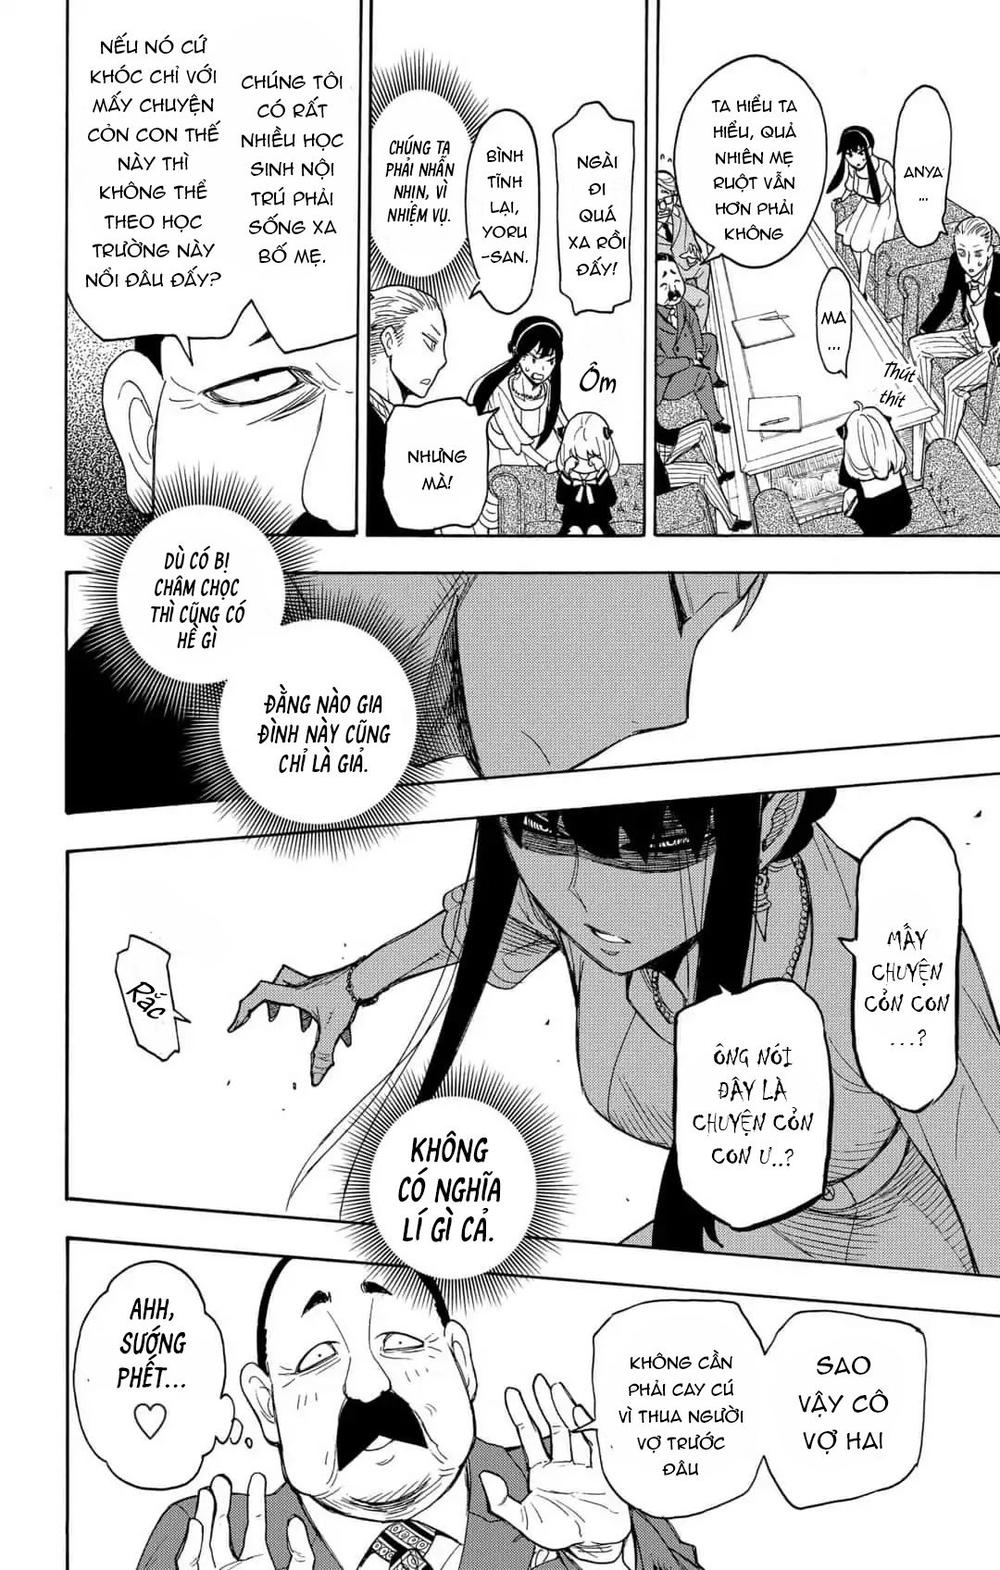 ANYA
...
TA HIỂU TA
HIỂU, QUẢ
NHIÊN MẸ
RUỘT VẪN
HƠN PHẢI
KHÔNG
MA
...
Thút
thít
NGÀI
ĐI
QUÁ
XA RỒI
ĐẤY!
BÌNH
TĨNH
LẠI,
YORU
-SAN.
CHÚNG TA
PHẢI NHẪN
NHỊN, VÌ
NHIỆM VỤ.
Ôm
NHƯNG
MÀ!
CHÚNG TÔI
CÓ RẤT
NHIỀU HỌC
SINH NỘI
TRÚ PHẢI
SỐNG XA
BỐ MẸ.
NẾU NÓ CỨ
KHÓC CHỈ VỚI
MẤY CHUYỆN
CỎN CON THẾ
NÀY THÌ
KHÔNG THỂ
THEO HỌC
TRƯỜNG NÀY
NỔI ĐÂU ĐẤY?
DÙ CÓ BỊ
CHÂM CHỌC
THÌ CŨNG CÓ
HỀ GÌ
ĐẰNG NÀO GIA
ĐÌNH NÀY CŨNG
CHỈ LÀ GIẢ.
MẤY
CHUYỆN
CỎN CON
...?
ÔNG NÓI
ĐÂY LÀ
CHUYỆN CỎN
CON Ư..?
Rắc
KHÔNG
CÓ NGHĨA
LÍ GÌ CẢ.
SAO
VẬY CÔ
VỢ HAI
KHÔNG CẦN
PHẢI CAY CÚ
VÌ THUA NGƯỜI
VỢ TRƯỚC
ĐÂU
AHH,
SƯỚNG
PHẾT...
♡